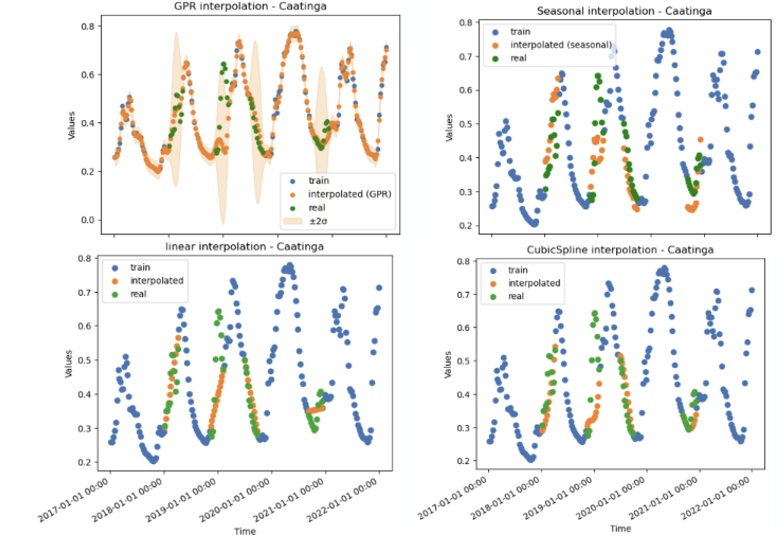 GPR interpolation - Caatinga
0.8
0.6
0.4
0.2
0.0
Values
train
interpolated (GPR)
real
±2σ
Seasonal interpolation - Caatinga
0.8
0.7
0.6
0.5
0.4
0.3
0.2
Values
train
interpolated (seasonal)
real
linear interpolation - Caatinga
0.8
0.7
0.6
0.5
0.4
0.3
0.2
Values
train
interpolated
real
2017-01-01 00:00
2018-01-01 00:00
2019-01-01 00:00
2020-01-01 00:00
2021-01-01 00:00
2022-01-01 00:00
Time
CubicSpline interpolation - Caatinga
0.8
0.7
0.6
0.5
0.4
0.3
0.2
Values
train
interpolated
real
2017-01-01 00:00
2018-01-01 00:00
2019-01-01 00:00
2020-01-01 00:00
2021-01-01 00:00
2022-01-01 00:00
Time